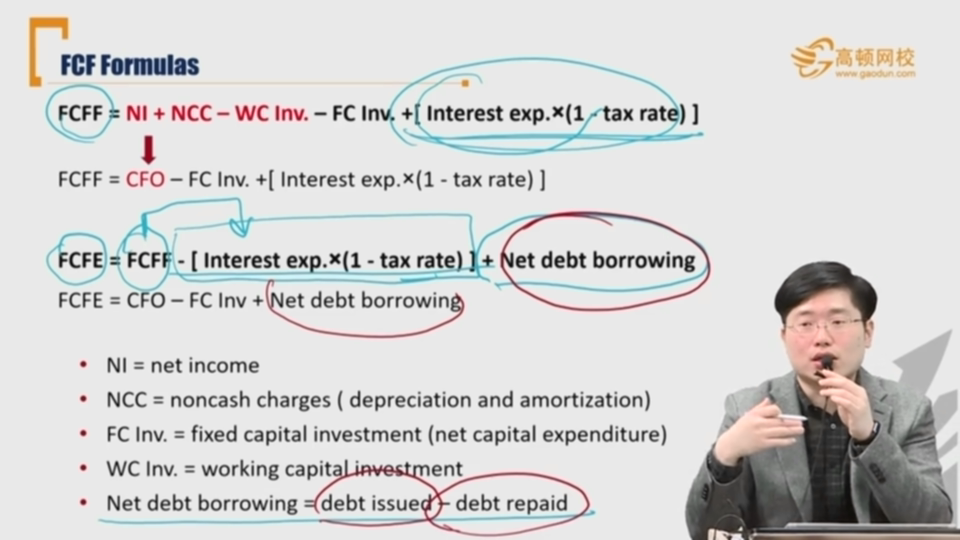 FCF Formulas
高顿网校
www.gaodun.com
FCFF = NI + NCC – WC Inv. – FC Inv. +[ Interest exp.×(1 - tax rate) ]
FCFF = CFO – FC Inv. +[ Interest exp.×(1 - tax rate) ]
FCFE = FCFF - [ Interest exp.×(1 - tax rate) ] + Net debt borrowing
FCFE = CFO – FC Inv + Net debt borrowing
• NI = net income
• NCC = noncash charges ( depreciation and amortization)
• FC Inv. = fixed capital investment (net capital expenditure)
• WC Inv. = working capital investment
• Net debt borrowing = debt issued – debt repaid